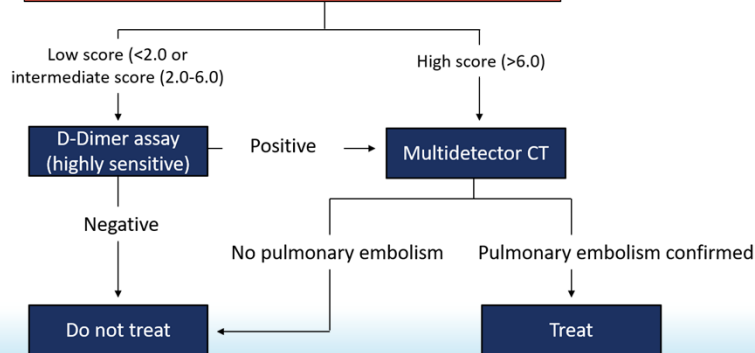 Low score (<2.0 or
intermediate score (2.0-6.0)
High score (>6.0)
D-Dimer assay
(highly sensitive)
Positive
Multidetector CT
Negative
No pulmonary embolism
Pulmonary embolism confirmed
Do not treat
Treat